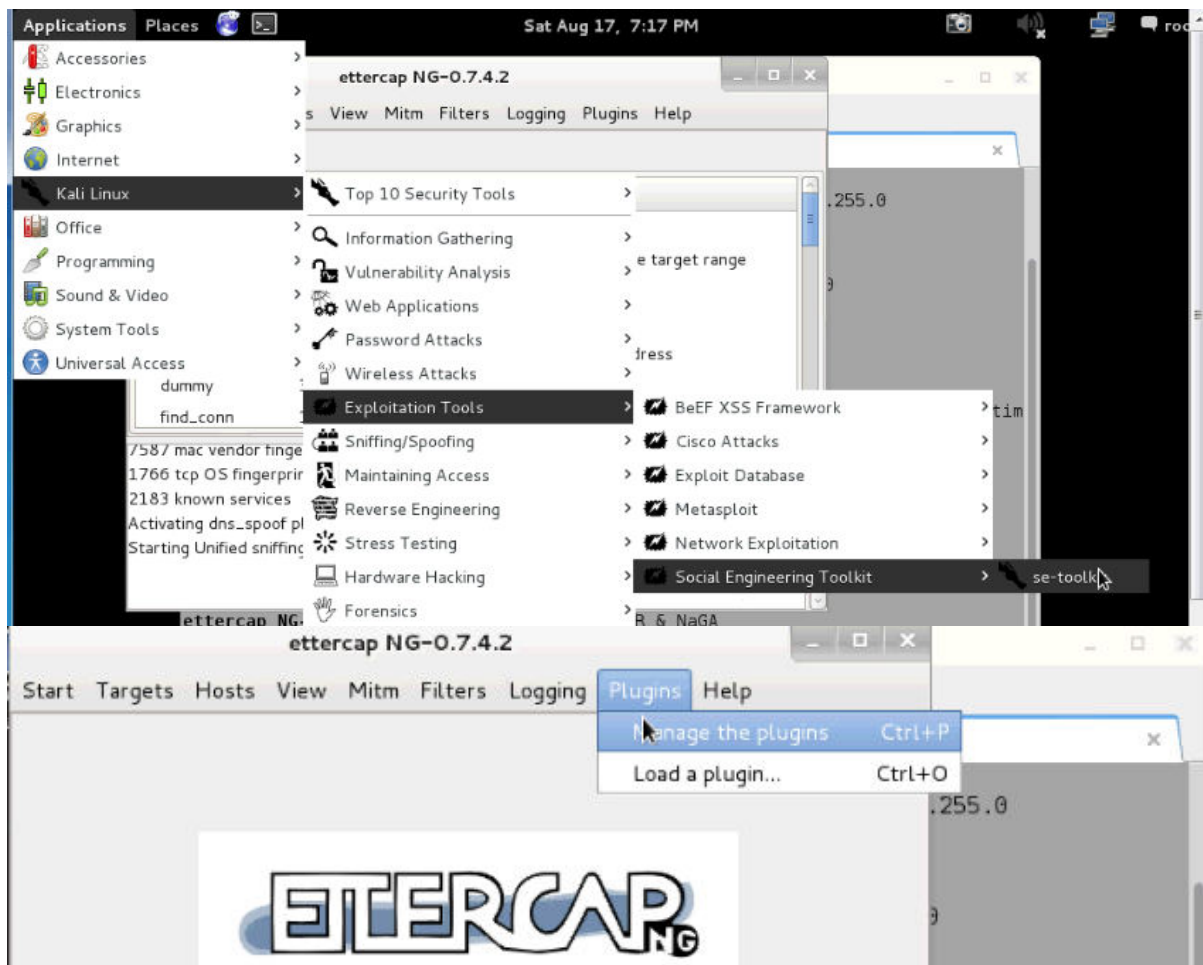 Applications Places Sat Aug 17, 7:17 PM
Accessories
Electronics
Graphics
Internet
Kali Linux
Office
Programming
Sound & Video
System Tools
Universal Access
ettercap NG-0.7.4.2
View Mitm Filters Logging Plugins Help
Top 10 Security Tools
Information Gathering
Vulnerability Analysis
Web Applications
Password Attacks
Wireless Attacks
Exploitation Tools
Sniffing/Spoofing
Maintaining Access
Reverse Engineering
Stress Testing
Hardware Hacking
Forensics
BeEF XSS Framework
Cisco Attacks
Exploit Database
Metasploit
Network Exploitation
Social Engineering Toolkit
se-toolk
.255.0
e target range
dress
tim
dummy
find_conn
7587 mac vendor finge
1766 tcp OS fingerprin
2183 known services
Activating dns_spoof pl
Starting Unified sniffing
ettercap NG- R & NaGA
ettercap NG-0.7.4.2
Start Targets Hosts View Mitm Filters Logging Plugins Help
Manage the plugins Ctrl+P
Load a plugin... Ctrl+O
.255.0
ETTERCAP
NG